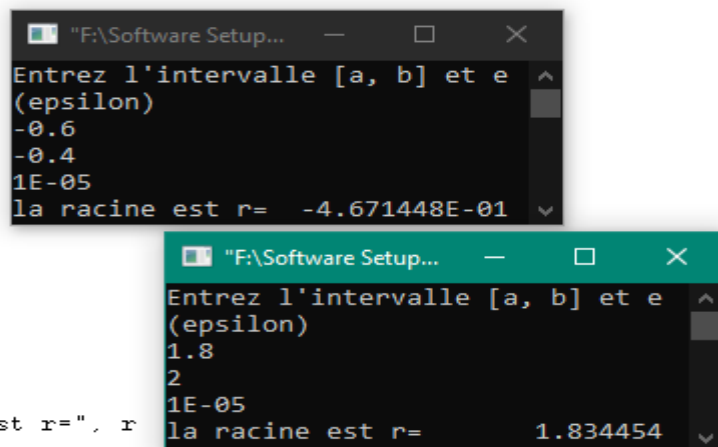 "F:\Software Setup...
Entrez l'intervalle [a, b] et e
(epsilon)
-0.6
-0.4
1E-05
la racine est r=  -4.671448E-01
"F:\Software Setup...
Entrez l'intervalle [a, b] et e
(epsilon)
1.8
2
1E-05
la racine est r=       1.834454
st r=", r